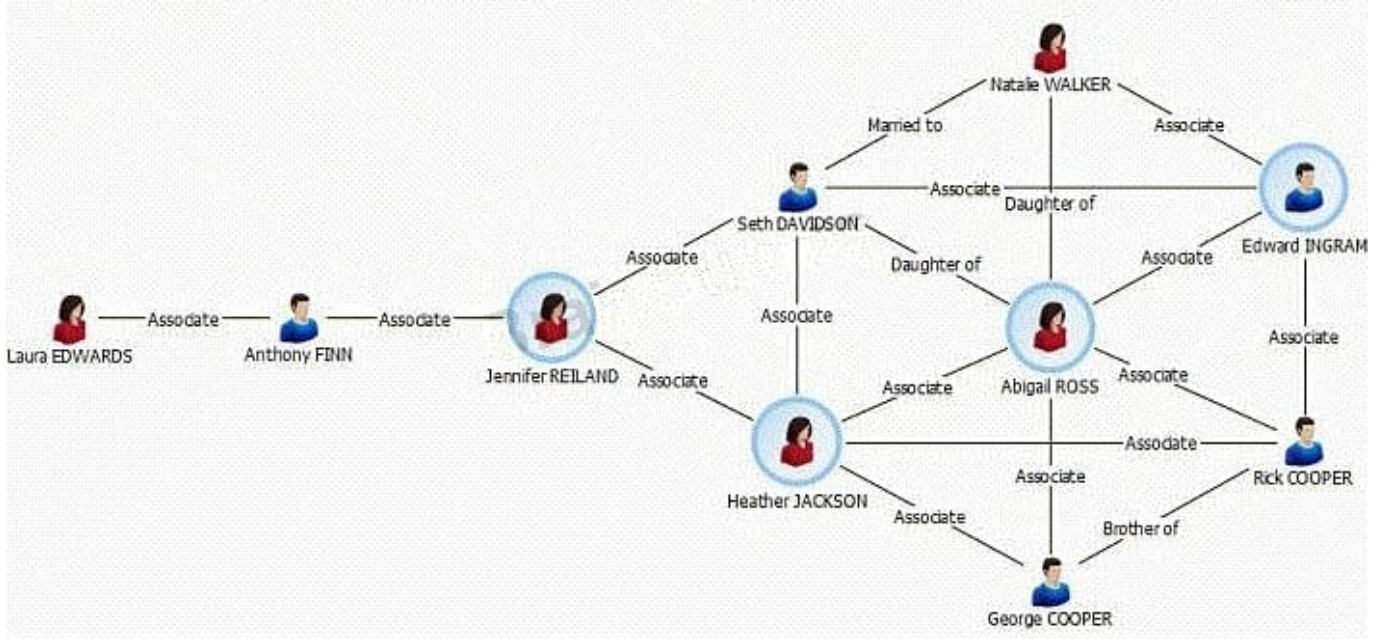 Natalie WALKER
Married to
Associate
Associate
Daughter of
Seth DAVIDSON
Edward INGRAM
Associate
Daughter of
Associate
Associate
Associate
Associate
Associate
Laura EDWARDS
Anthony FINN
Jennifer REILAND
Associate
Associate
Associate
Abigail ROSS
Associate
Associate
Rick COOPER
Heather JACKSON
Associate
Brother of
George COOPER